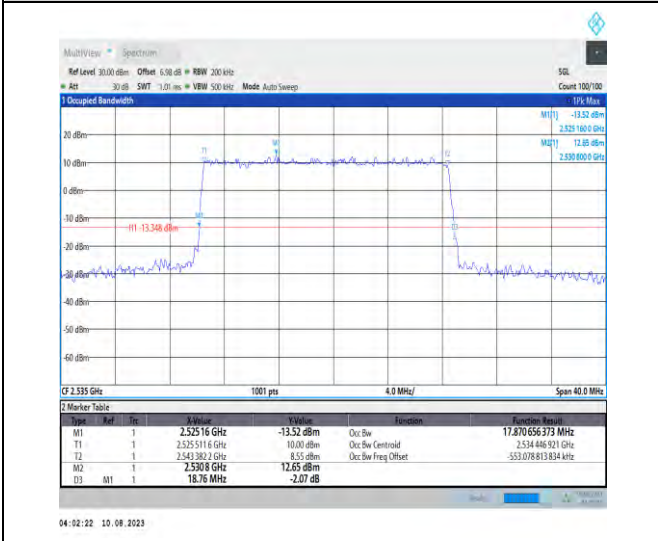 MultiView Spectrum
Ref Level 30.00 dBm Offset 6.98 dB RBW 200 kHz SGL
Att 30 dB SWT 1.01 ms VBW 500 kHz Mode Auto Sweep Count 100/100
1 Occupied Bandwidth 1Pk Max
M1[1] -13.52 dBm
2.525 160 0 GHz
M2[1] 12.65 dBm
2.530 800 0 GHz
20 dBm
T1
T2
10 dBm
0 dBm
-10 dBm
M1
H1 -13.348 dBm
-20 dBm
-30 dBm
-40 dBm
-50 dBm
-60 dBm
CF 2.535 GHz 1001 pts 4.0 MHz/ Span 40.0 MHz
2 Marker Table
Type Ref Trc X-Value Y-Value Function Function Result
M1 1 2.525 16 GHz -13.52 dBm Occ Bw 17.870 656 373 MHz
T1 1 2.525 511 6 GHz 10.00 dBm Occ Bw Centroid 2.534 446 921 GHz
T2 1 2.543 382 2 GHz 8.55 dBm Occ Bw Freq Offset -553.078 813 834 kHz
M2 1 2.530 8 GHz 12.65 dBm
D3 M1 1 18.76 MHz -2.07 dB
04:02:22 10.08.2023